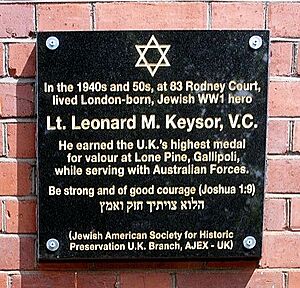 In the 1940s and 50s, at 83 Rodney Court,
lived London-born, Jewish WW1 hero
Lt. Leonard M. Keysor, V.C.
He earned the U.K.'s highest medal
for valour at Lone Pine, Gallipoli,
while serving with Australian Forces.
Be strong and of good courage (Joshua 1:9)
הלוא צויתיך חזק ואמץ
(Jewish American Society for Historic
Preservation U.K. Branch, AJEX - UK)